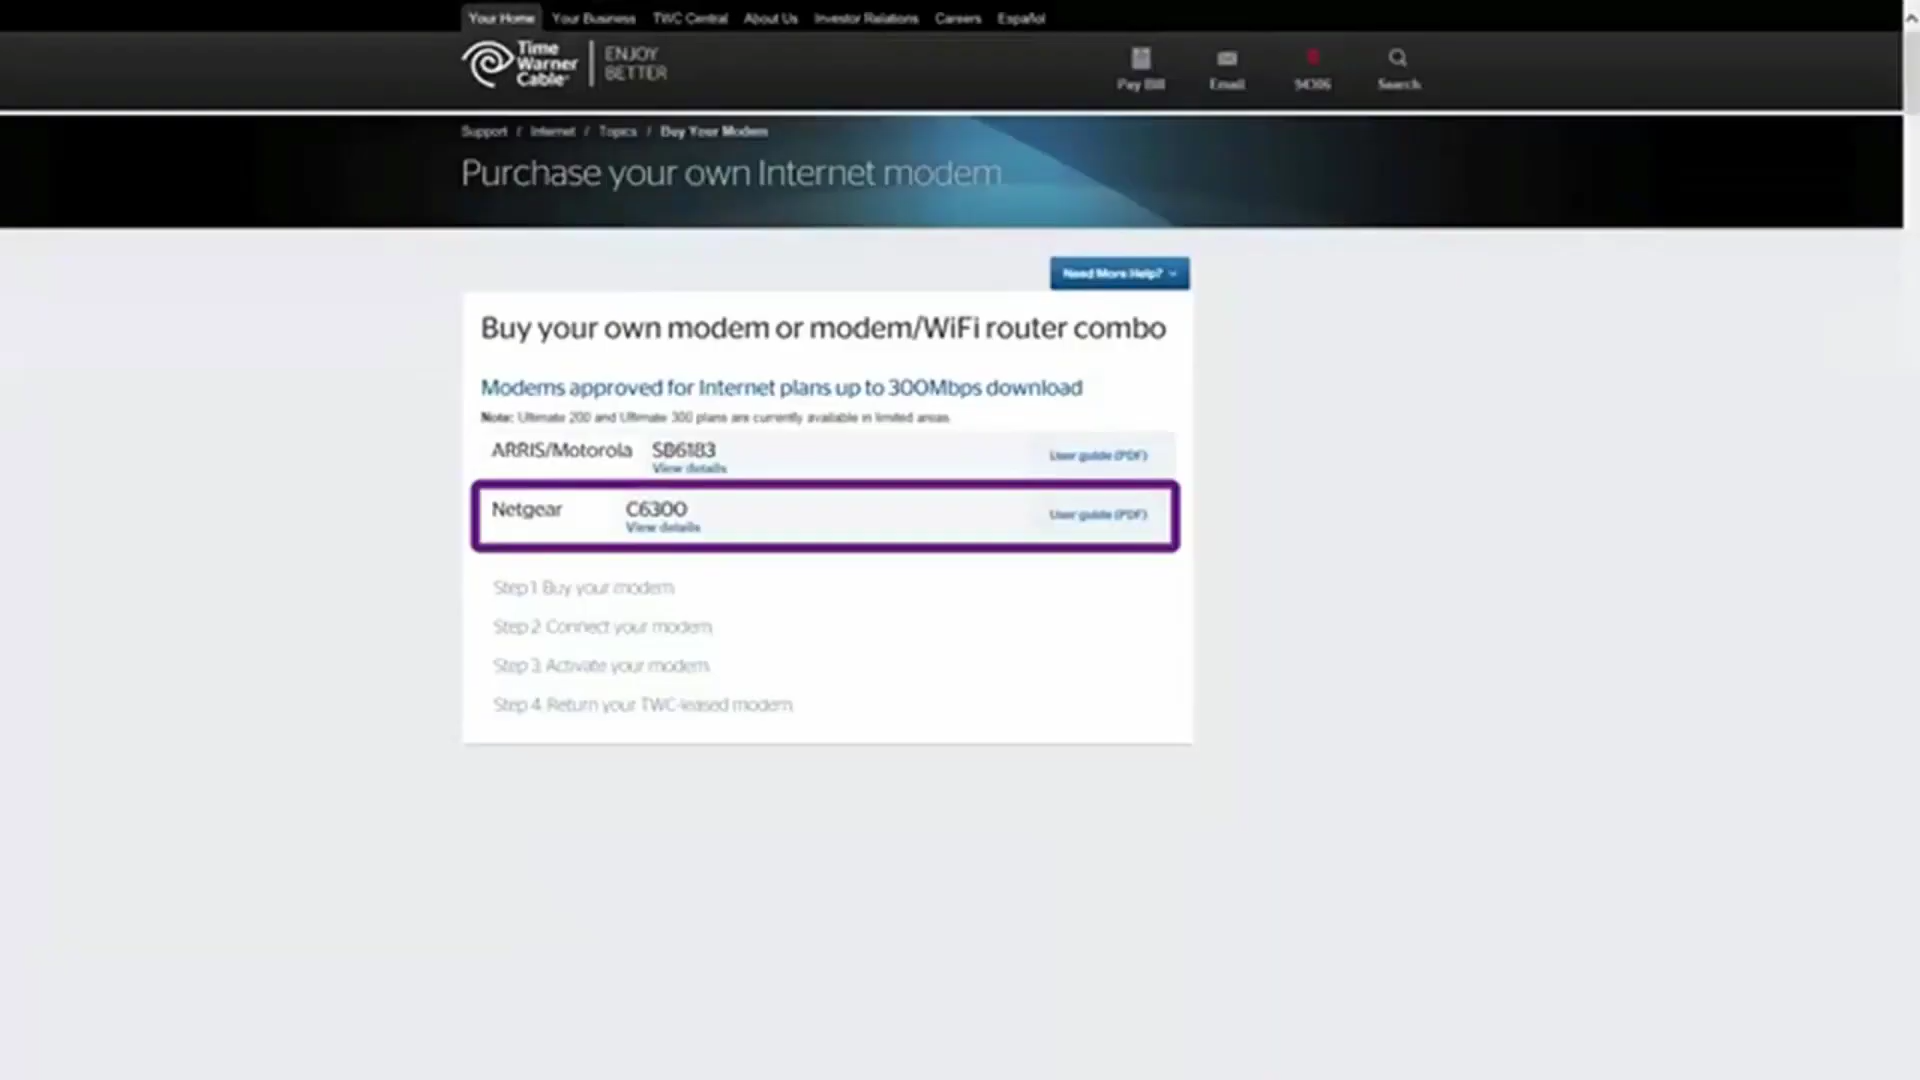 Your Home Your Business TWC Central About Us Investor Relations Careers Español
Time Warner Cable ENJOY BETTER
Pay Bill Email 94306 Search
Support / Internet / Topics / Buy Your Modem
Purchase your own Internet modem
Need More Help?
Buy your own modem or modem/WiFi router combo
Modems approved for Internet plans up to 300Mbps download
Note: Ultimate 200 and Ultimate 300 plans are currently available in limited areas.
ARRIS/Motorola SB6183 User guide (PDF)
View details
Netgear C6300 User guide (PDF)
View details
Step 1: Buy your modem
Step 2: Connect your modem
Step 3: Activate your modem
Step 4: Return your TWC-leased modem